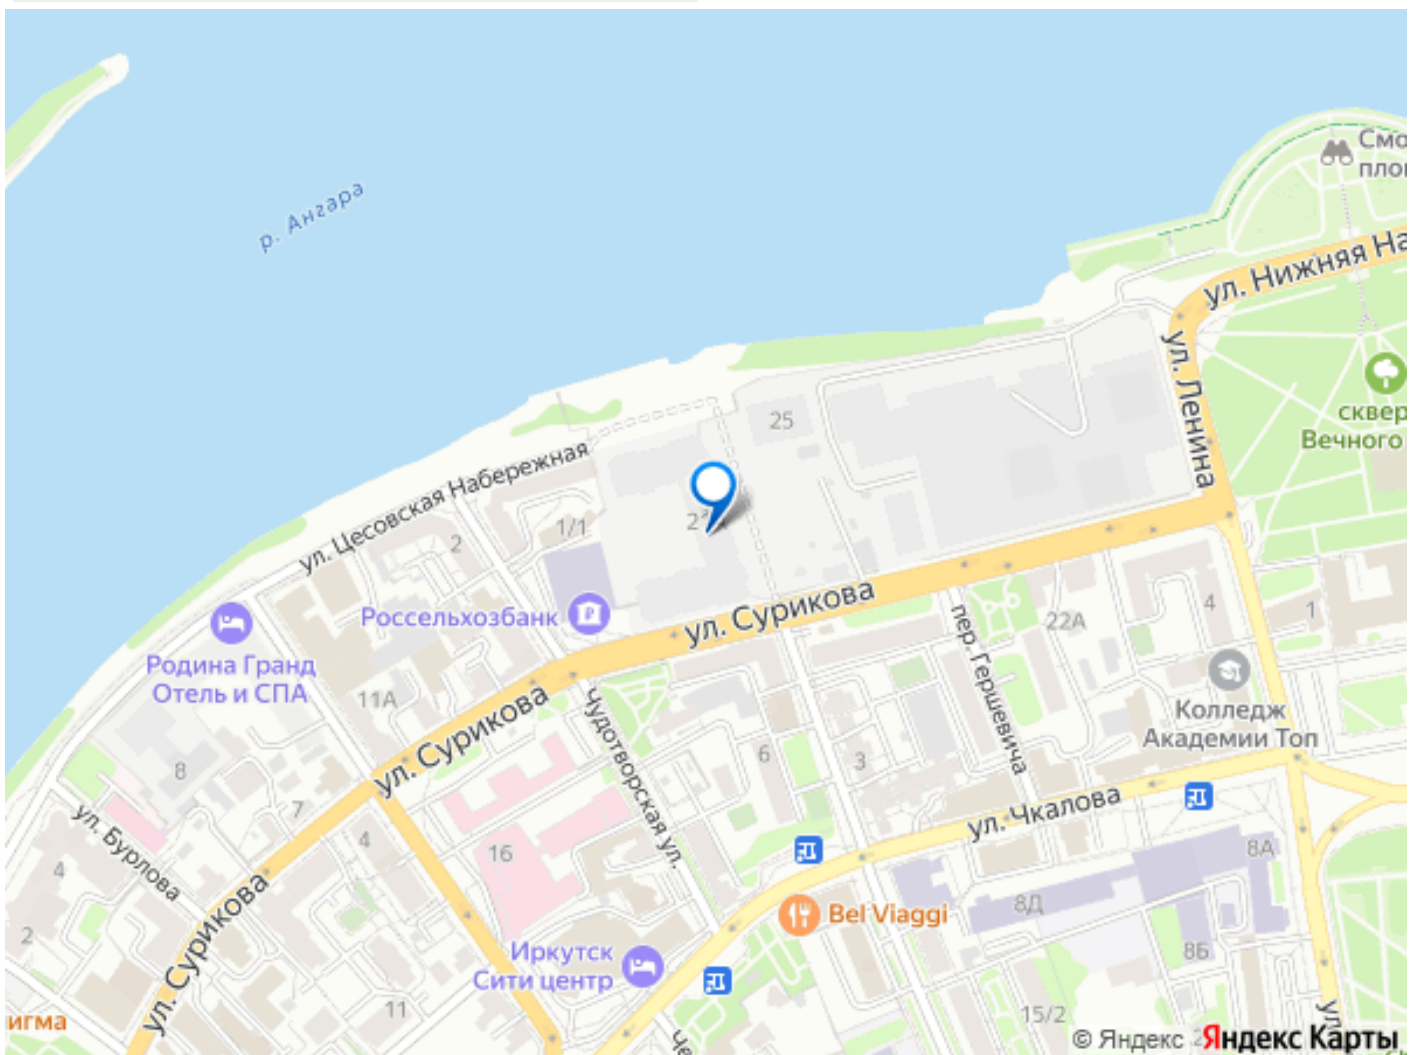 р. Ангара
Смо
пло
ул. Нижняя На
ул. Ленина
сквер
Вечного
25
ул. Цесовская Набережная
1/1
2
Россельхозбанк
ул. Сурикова
Родина Гранд
Отель и СПА
11А
ул. Сурикова
пер. Гершевича
22А
4
1
Колледж
Академии Топ
8
7
4
6
3
Чудотворская ул.
ул. Чкалова
ул. Бурлова
4
16
8А
8Д
8Б
Bel Viaggi
ул. Сурикова
2
Иркутск
Сити центр
11
15/2
игма
ул.
© Яндекс
Яндекс Карты